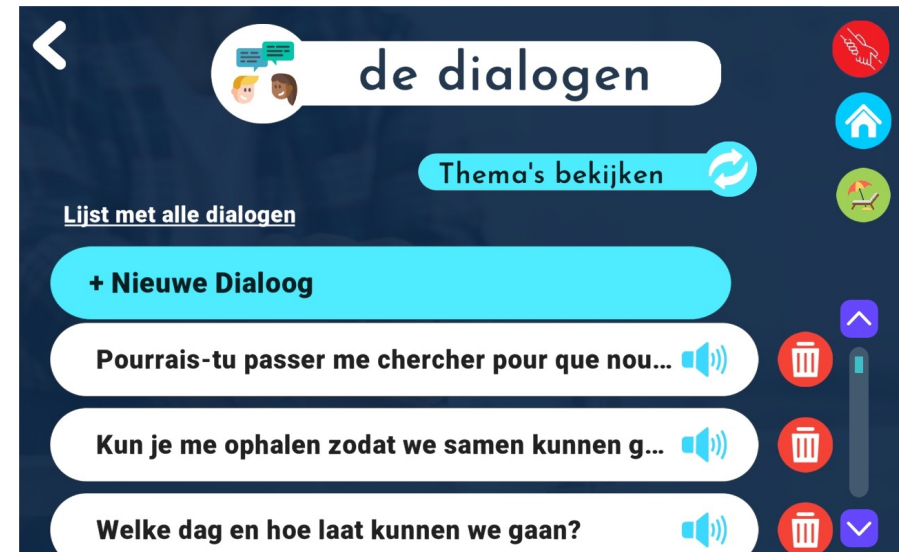 de dialogen
Thema's bekijken
Lijst met alle dialogen
+ Nieuwe Dialoog
Pourrais-tu passer me chercher pour que nou...
Kun je me ophalen zodat we samen kunnen g...
Welke dag en hoe laat kunnen we gaan?